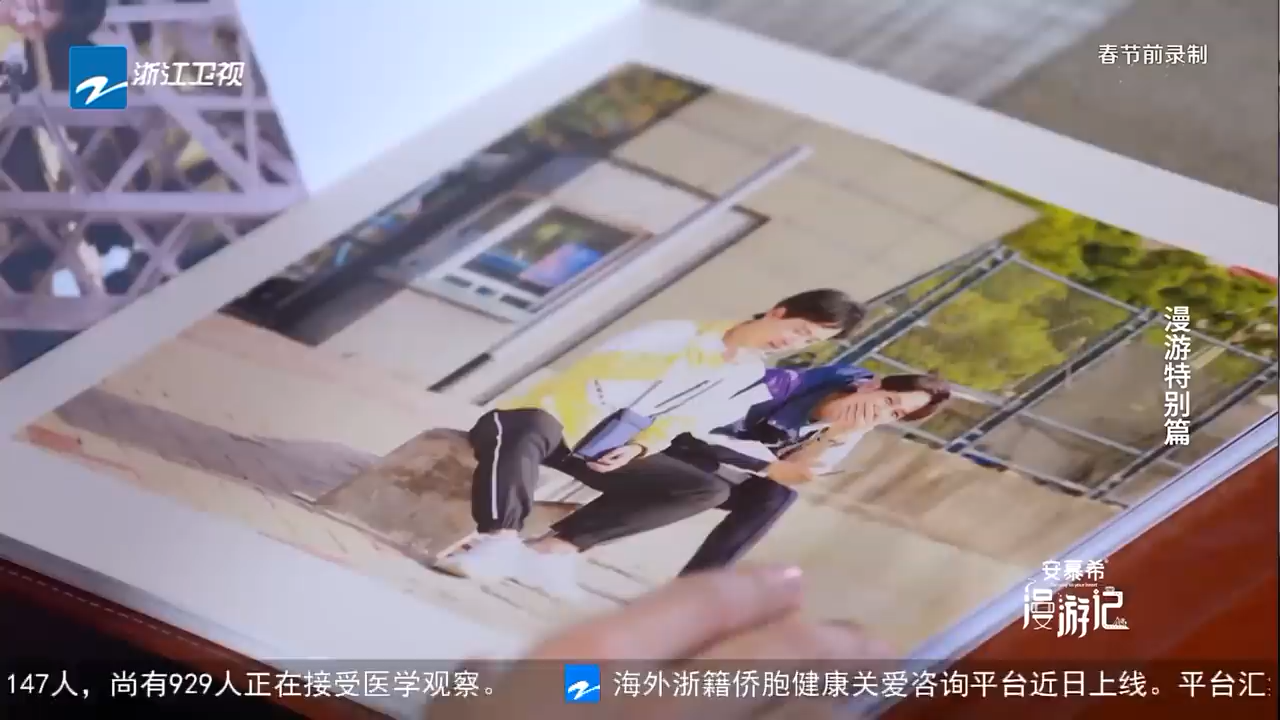 浙江卫视
春节前录制
漫游特别篇
安慕希
漫游记
147人，尚有929人正在接受医学观察。
海外浙籍侨胞健康关爱咨询平台近日上线。平台汇